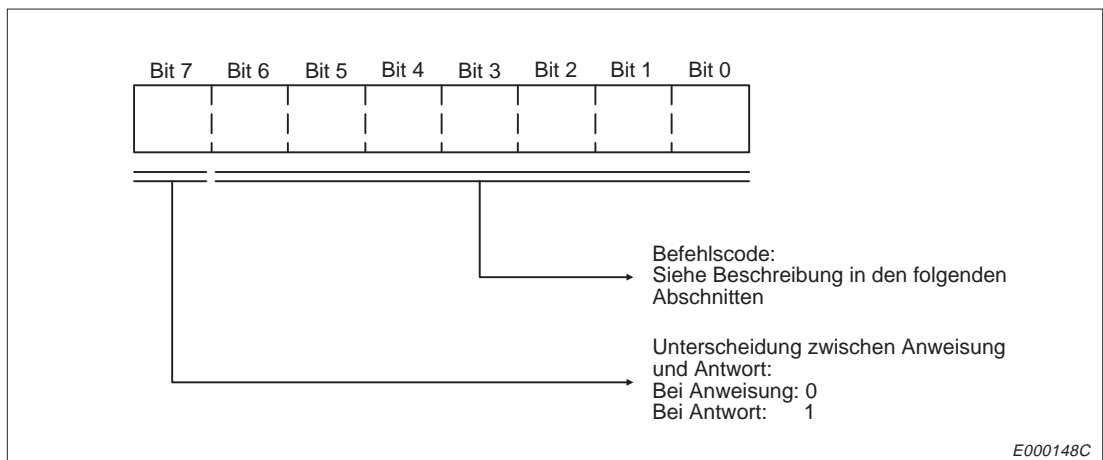 Bit 7 Bit 6 Bit 5 Bit 4 Bit 3 Bit 2 Bit 1 Bit 0
Befehlscode:
Siehe Beschreibung in den folgenden
Abschnitten
Unterscheidung zwischen Anweisung
und Antwort:
Bei Anweisung: 0
Bei Antwort: 1
E000148C